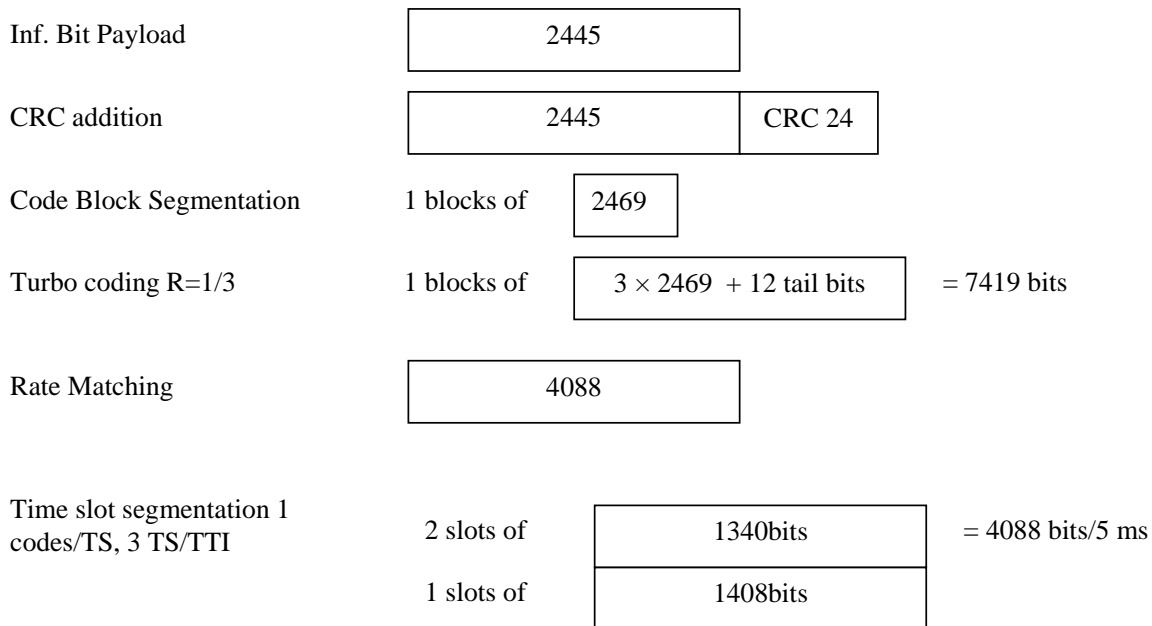 Inf. Bit Payload 2445
CRC addition 2445 CRC 24
Code Block Segmentation 1 blocks of 2469
Turbo coding R=1/3 1 blocks of 3 × 2469 + 12 tail bits = 7419 bits
Rate Matching 4088
Time slot segmentation 1
codes/TS, 3 TS/TTI 2 slots of 1340bits = 4088 bits/5 ms
1 slots of 1408bits